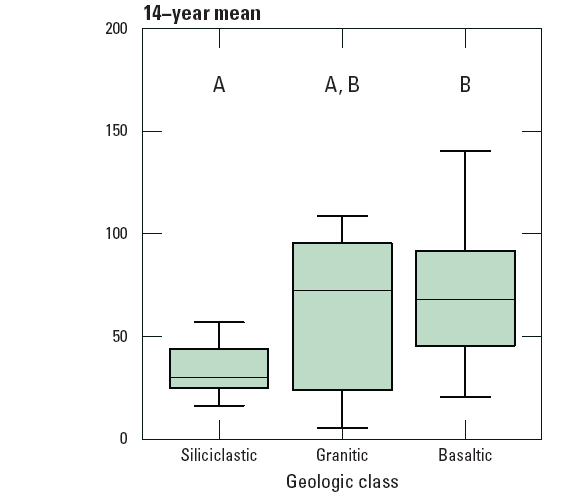 14–year mean
200
A
A, B
B
150
100
50
0
Siliciclastic
Granitic
Basaltic
Geologic class